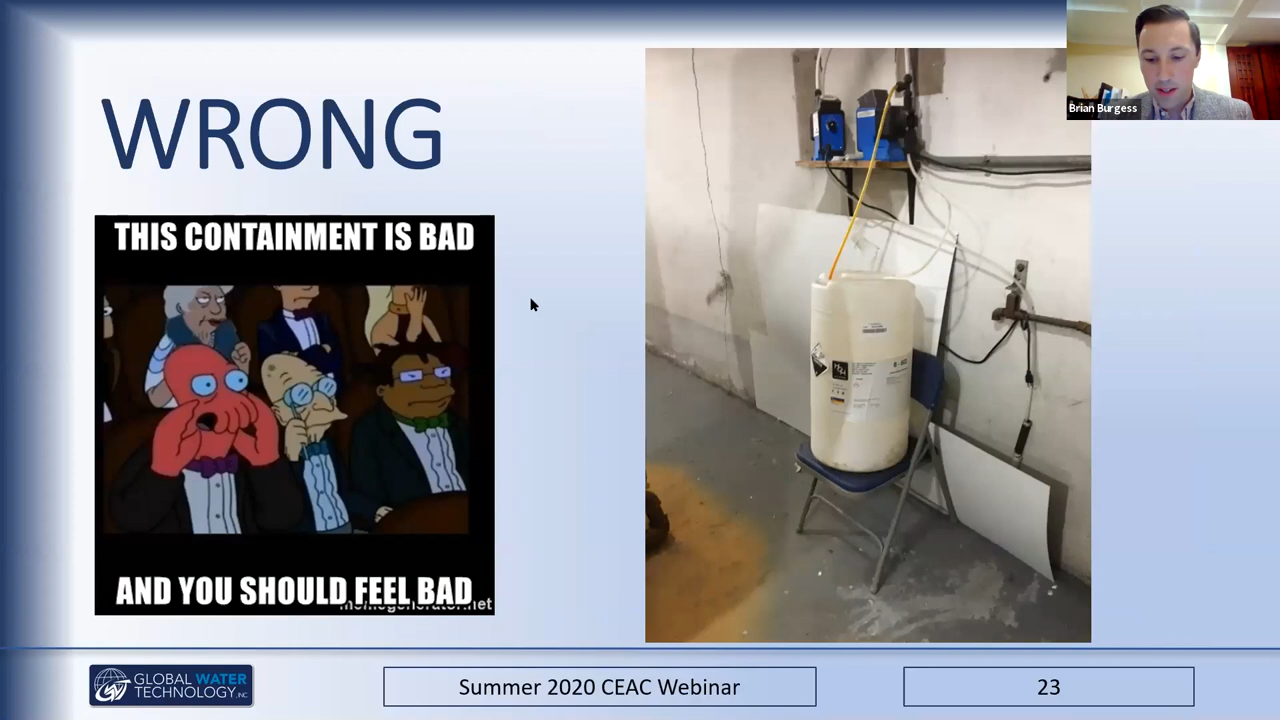 Brian Burgess
WRONG
THIS CONTAINMENT IS BAD
AND YOU SHOULD FEEL BAD
memegenerator.net
GLOBAL WATER
TECHNOLOGY, INC
Summer 2020 CEAC Webinar
23